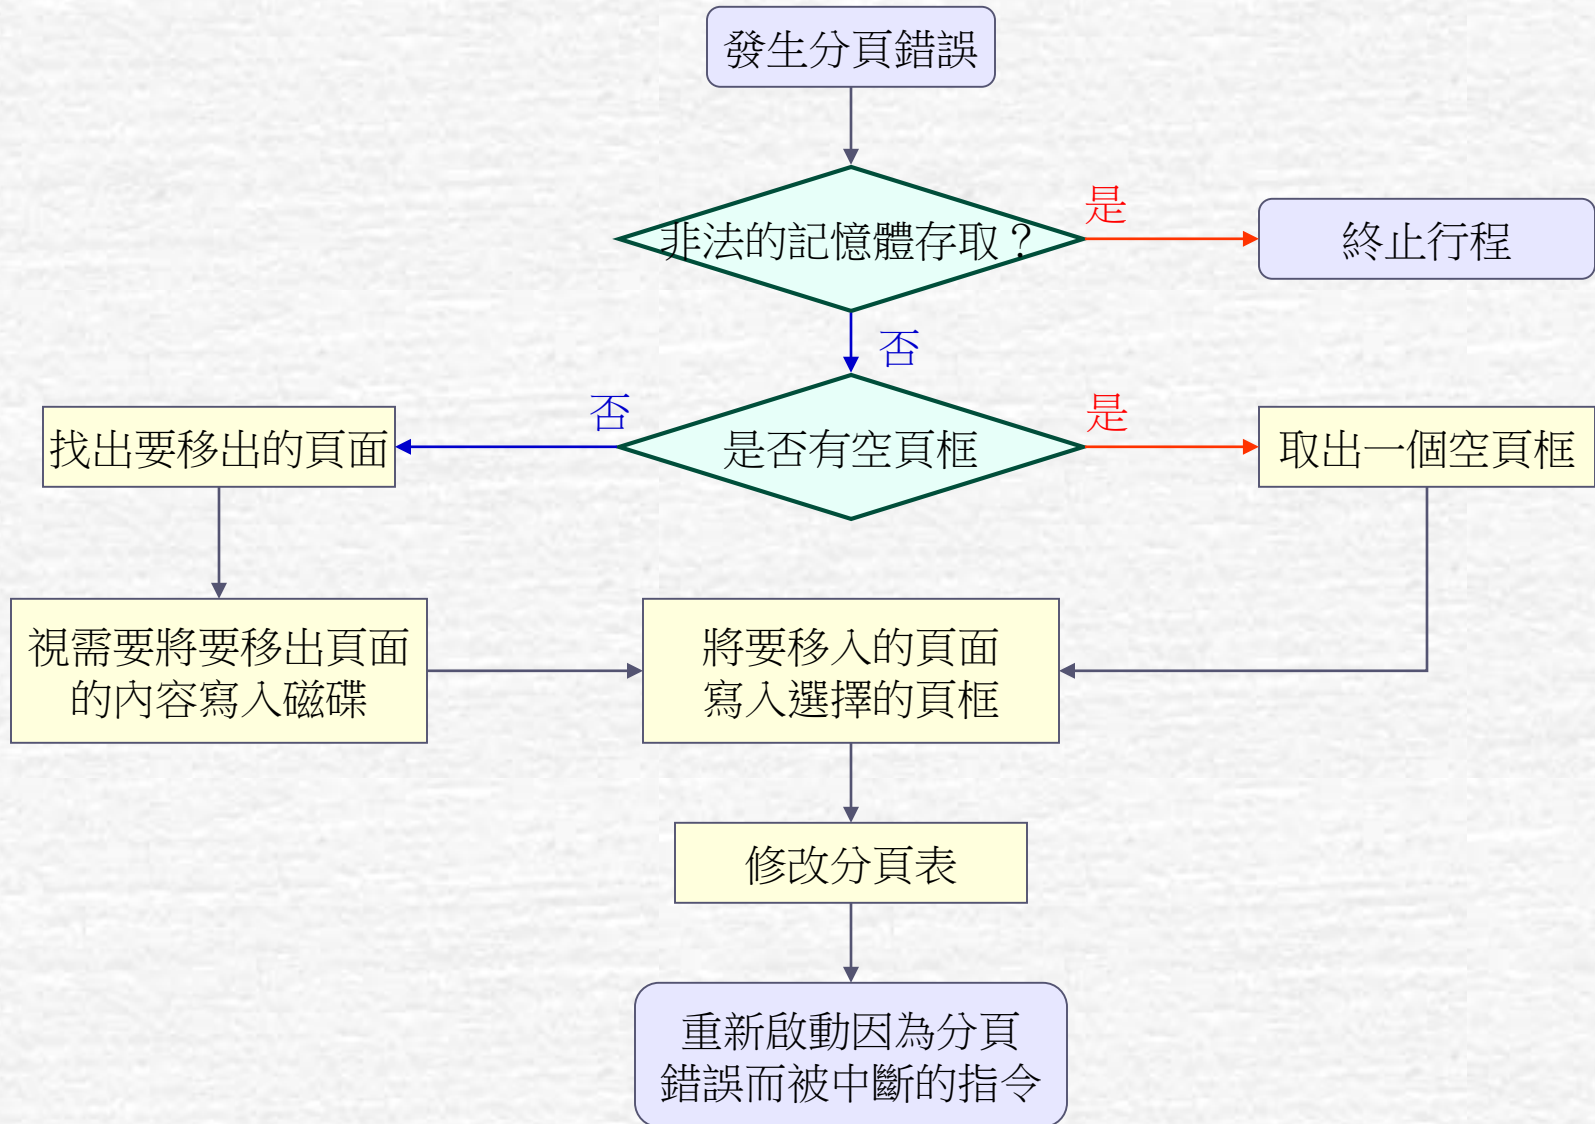 發生分頁錯誤
非法的記憶體存取？
是
終止行程
否
否
是
找出要移出的頁面
是否有空頁框
取出一個空頁框
視需要將要移出頁面
的內容寫入磁碟
將要移入的頁面
寫入選擇的頁框
修改分頁表
重新啟動因為分頁
錯誤而被中斷的指令